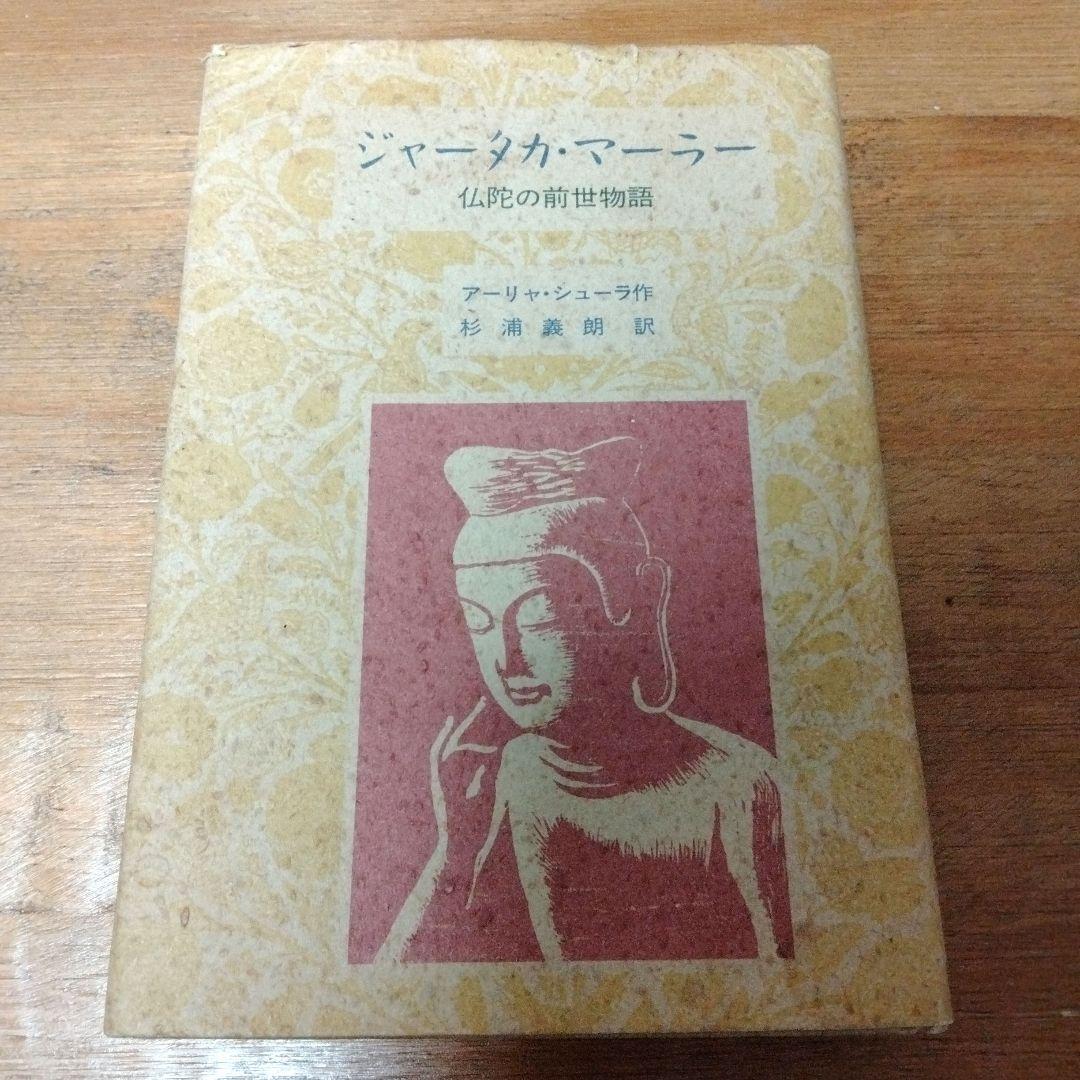 ジャータカ・マーラー
仏陀の前世物語
アーリャ・シューラ作
杉浦義朗 訳